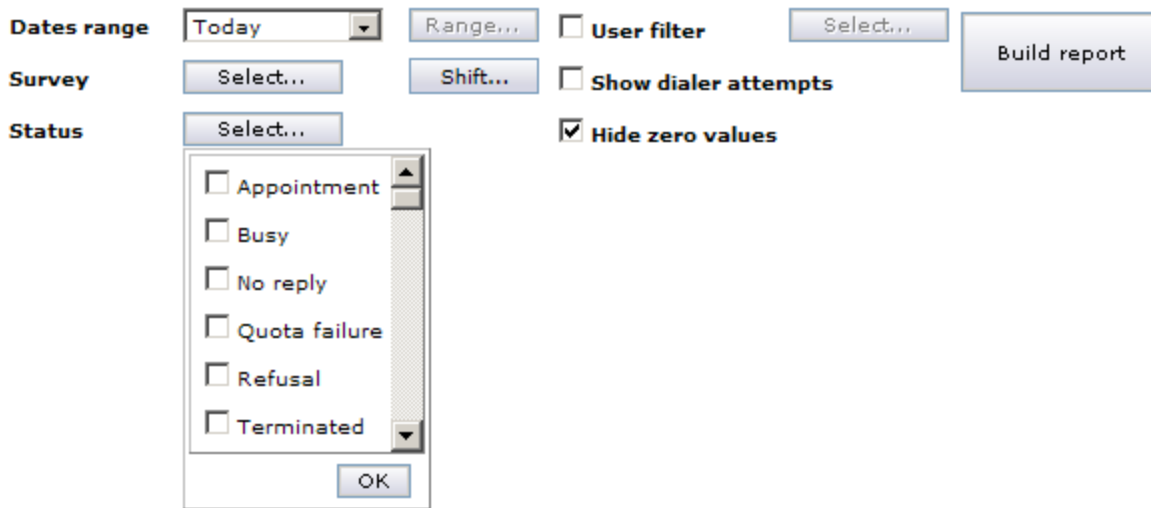 Dates range Today Range... User filter Select... Build report
Survey Select... Shift... Show dialer attempts
Status Select... Hide zero values
Appointment
Busy
No reply
Quota failure
Refusal
Terminated
OK